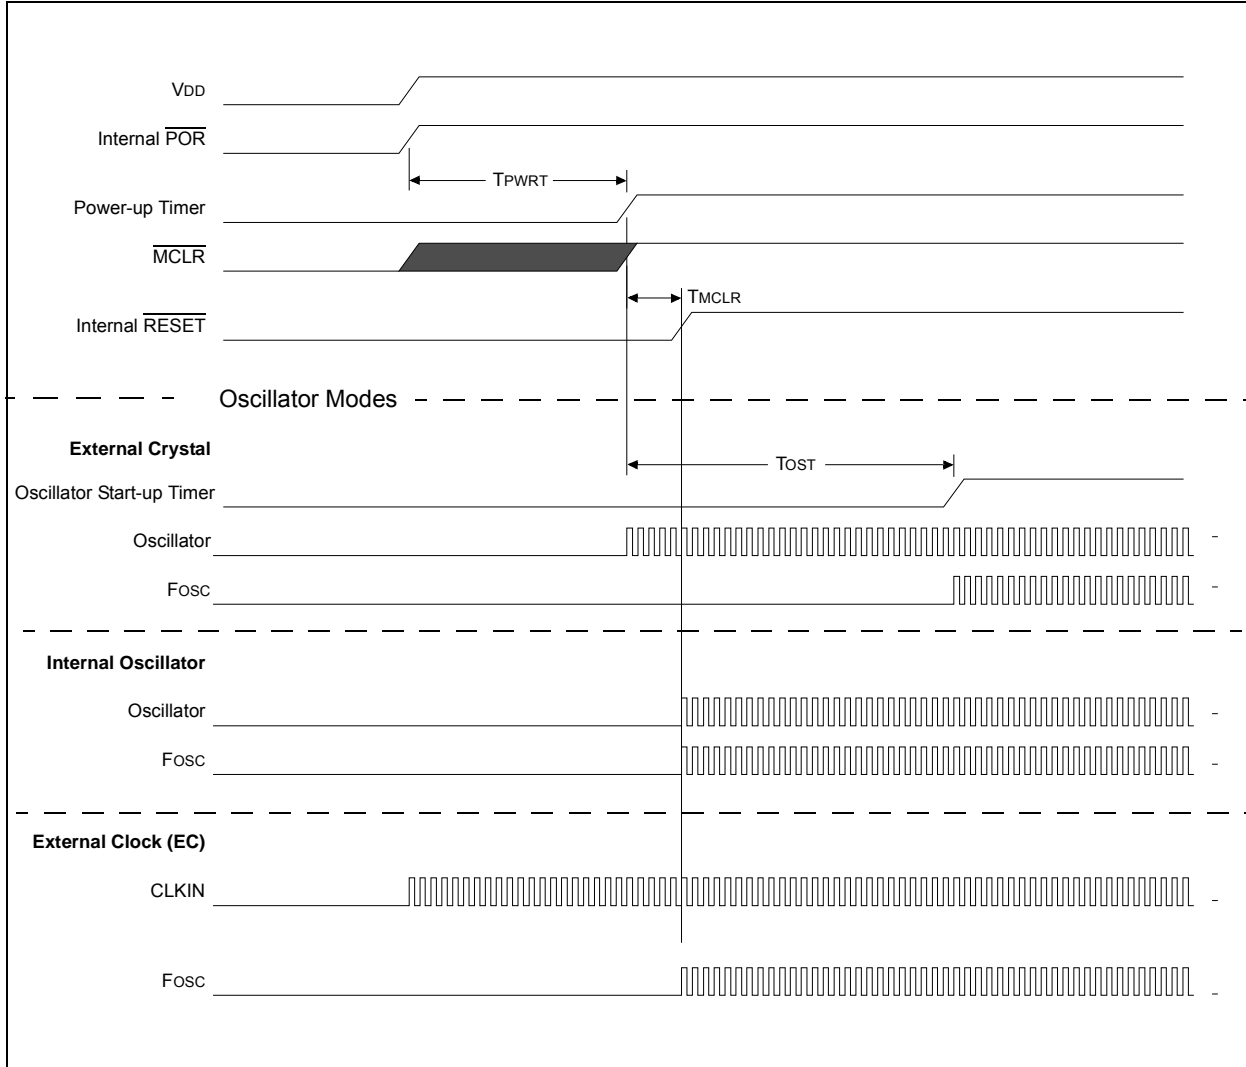 VDD
Internal POR
TPWRT
Power-up Timer
MCLR
TMCLR
Internal RESET
Oscillator Modes
External Crystal
TOST
Oscillator Start-up Timer
Oscillator
FOSC
Internal Oscillator
Oscillator
FOSC
External Clock (EC)
CLKIN
FOSC